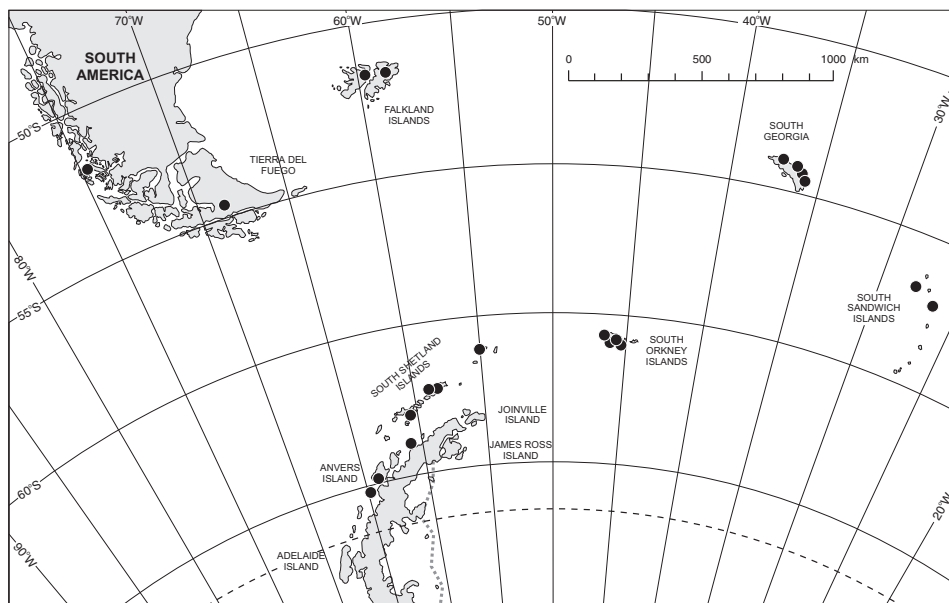 70°W
60°W
50°W
40°W
SOUTH
AMERICA
0
500
1000 km
30°W
FALKLAND
ISLANDS
SOUTH
GEORGIA
50°S
TIERRA DEL
FUEGO
80°W
55°S
SOUTH
SANDWICH
ISLANDS
SOUTH SHETLAND
ISLANDS
SOUTH
ORKNEY
ISLANDS
JOINVILLE
ISLAND
JAMES ROSS
ISLAND
ANVERS
ISLAND
60°S
20°W
90°W
ADELAIDE
ISLAND